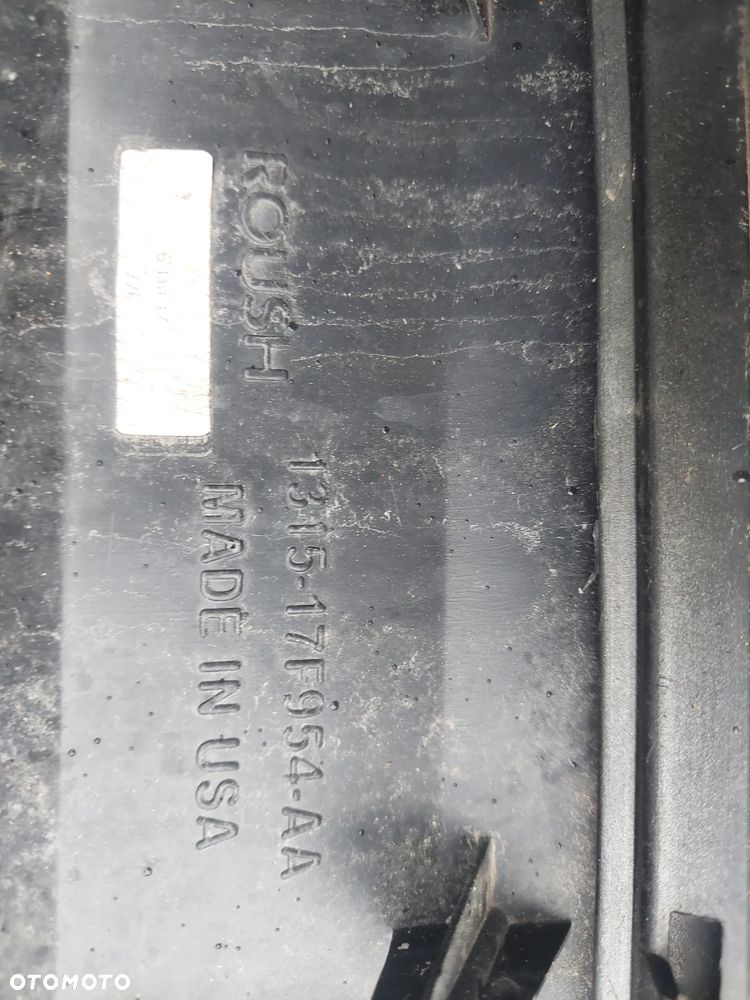 ROUSH
1315-17F954-AA
MADE IN USA
OTOMOTO